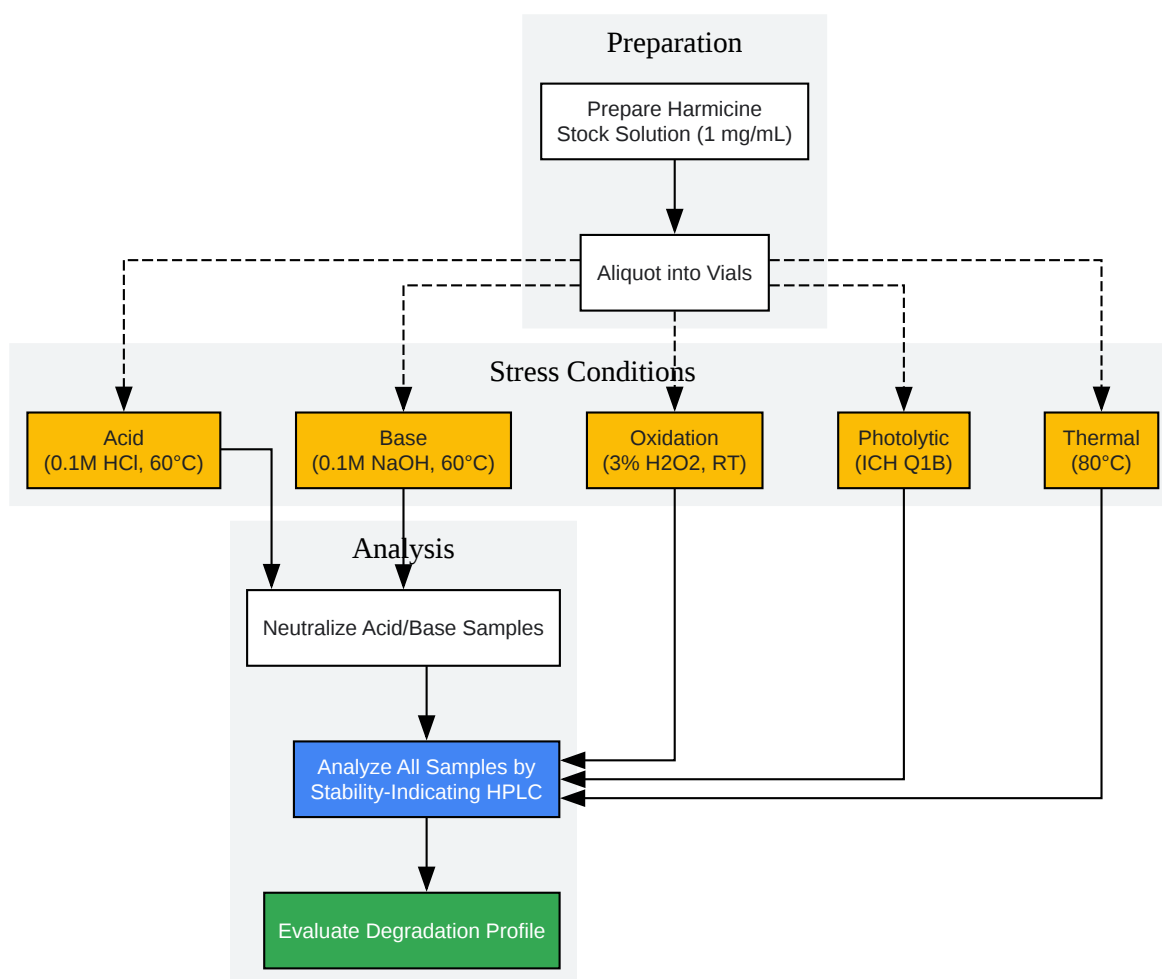 Preparation
Prepare Harmicine
Stock Solution (1 mg/mL)
Aliquot into Vials
Stress Conditions
Acid
(0.1M HCl, 60°C)
Base
(0.1M NaOH, 60°C)
Oxidation
(3% H2O2, RT)
Photolytic
(ICH Q1B)
Thermal
(80°C)
Analysis
Neutralize Acid/Base Samples
Analyze All Samples by
Stability-Indicating HPLC
Evaluate Degradation Profile